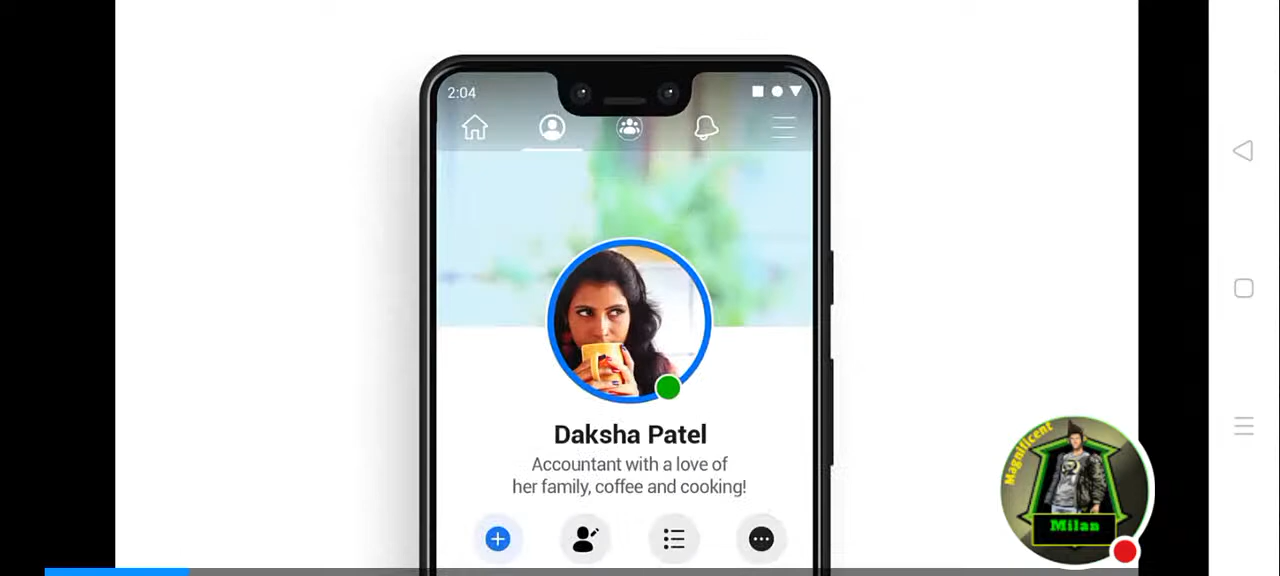 2:04
Daksha Patel
Accountant with a love of
her family, coffee and cooking!
Magnificent
Milan